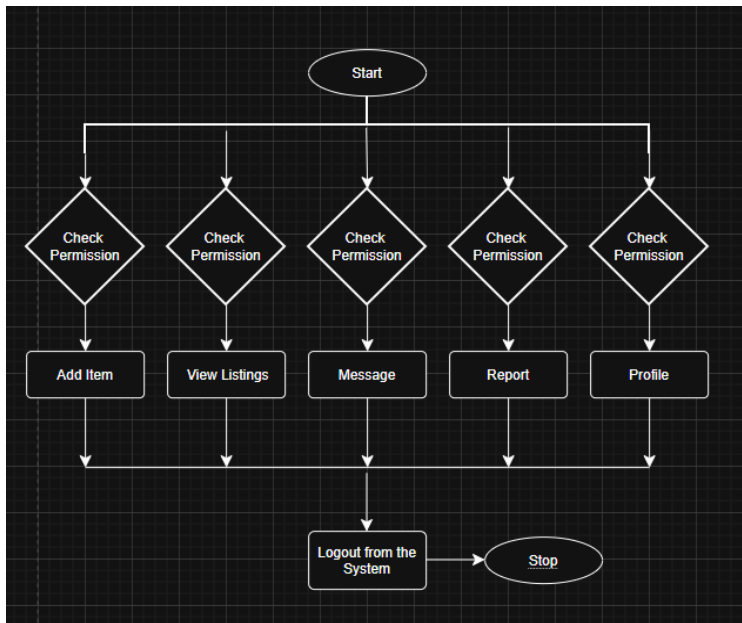 Start
Check
Permission
Check
Permission
Check
Permission
Check
Permission
Check
Permission
Add Item
View Listings
Message
Report
Profile
Logout from the
System
Stop